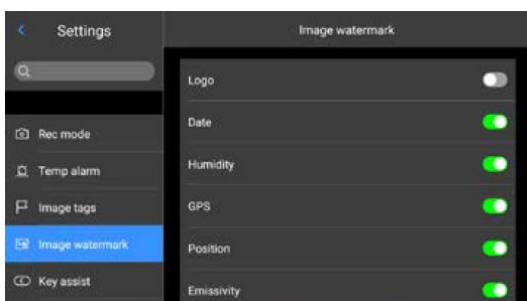 Settings
Image watermark
Rec mode
Temp alarm
Image tags
Image watermark
Key assist
Logo
Date
Humidity
GPS
Position
Emissivity